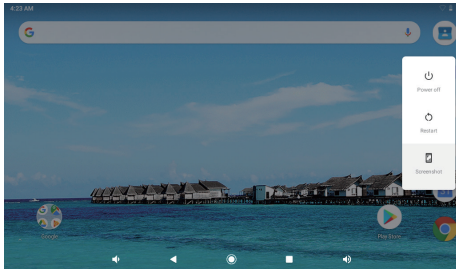 4:23 AM
G
Power off
Restart
Screenshot
Google
Play Store